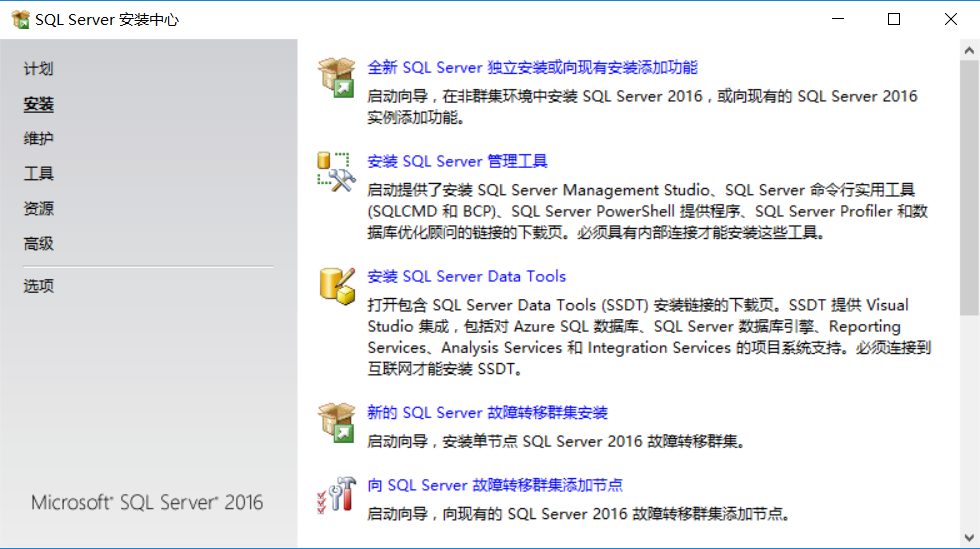 SQL Server 安装中心
计划
安装
维护
工具
资源
高级
选项
Microsoft® SQL Server® 2016
全新 SQL Server 独立安装或向现有安装添加功能
启动向导，在非群集环境中安装 SQL Server 2016，或向现有的 SQL Server 2016
实例添加功能。
安装 SQL Server 管理工具
启动提供了安装 SQL Server Management Studio、SQL Server 命令行实用工具
(SQLCMD 和 BCP)、SQL Server PowerShell 提供程序、SQL Server Profiler 和数
据库优化顾问的链接的下载页。必须具有内部连接才能安装这些工具。
安装 SQL Server Data Tools
打开包含 SQL Server Data Tools (SSDT) 安装链接的下载页。SSDT 提供 Visual
Studio 集成，包括对 Azure SQL 数据库、SQL Server 数据库引擎、Reporting
Services、Analysis Services 和 Integration Services 的项目系统支持。必须连接到
互联网才能安装 SSDT。
新的 SQL Server 故障转移群集安装
启动向导，安装单节点 SQL Server 2016 故障转移群集。
向 SQL Server 故障转移群集添加节点
启动向导，向现有的 SQL Server 2016 故障转移群集添加节点。